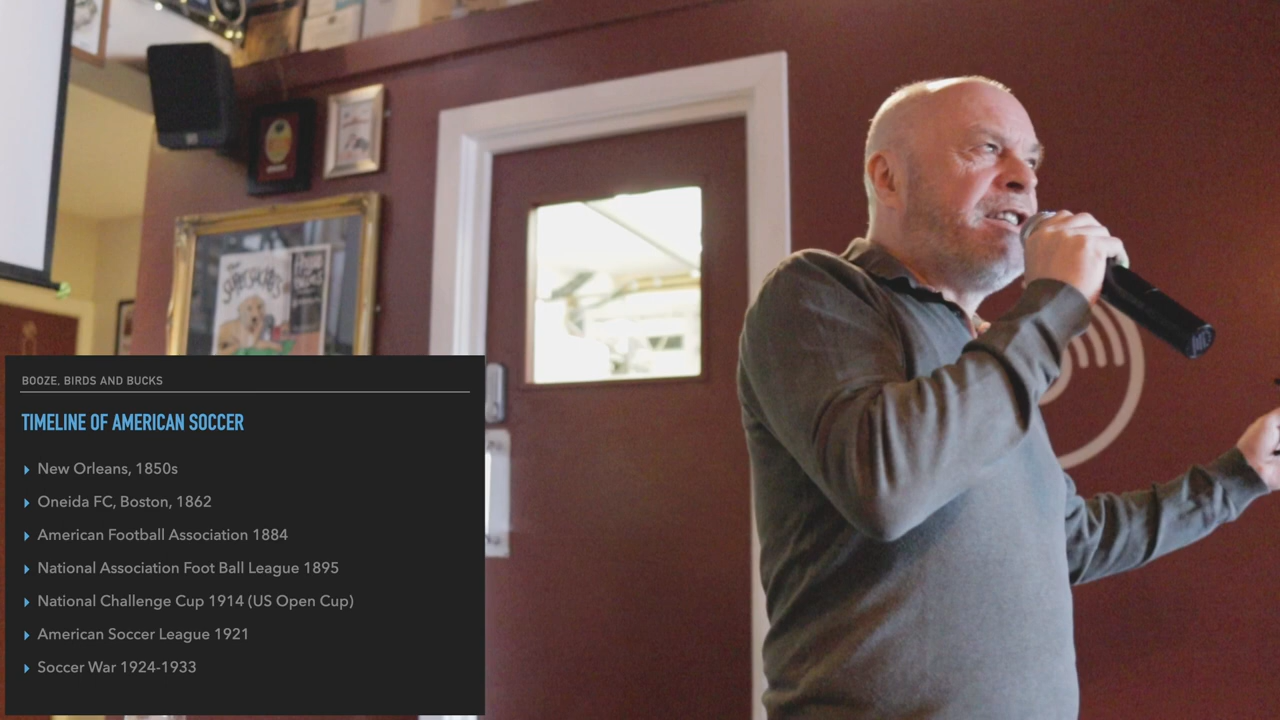 BOOZE, BIRDS AND BUCKS
TIMELINE OF AMERICAN SOCCER
New Orleans, 1850s
Oneida FC, Boston, 1862
American Football Association 1884
National Association Foot Ball League 1895
National Challenge Cup 1914 (US Open Cup)
American Soccer League 1921
Soccer War 1924-1933